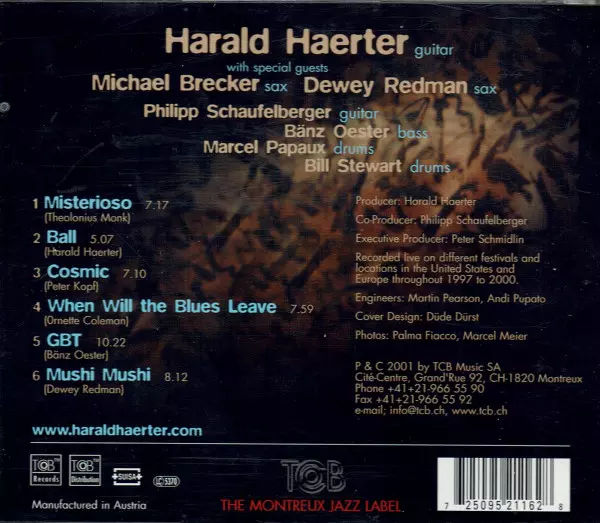 Harald Haerter guitar
with special guests
Michael Brecker sax Dewey Redman sax
Philipp Schaufelberger guitar
Bänz Oester bass
Marcel Papaux drums
Bill Stewart drums
1 Misterioso 7:17
(Thealonius Monk)
2 Ball 5.07
(Harald Haerter)
3 Cosmic 7.10
(Peter Kopf)
4 When Will the Blues Leave 7.59
(Ornette Coleman)
5 GBT 10.22
(Bänz Oester)
6 Mushi Mushi 8.12
(Dewey Redman)
www.haraldhaerter.com
Producer: Harald Haerter
Co-Producer: Philipp Schaufelberger
Executive Producer: Peter Schmidlin
Recorded live on different festivals and
locations in the United States and
Europe throughout 1997 to 2000.
Engineers: Martin Pearson, Andi Pupato
Cover Design: Düde Dürst
Photos: Palma Fiacco, Marcel Meier
P & C 2001 by TCB Music SA
Cité-Centre, Grand'Rue 92, CH-1820 Montreux
Phone +41+21-966 55 90
Fax +41+21-966 55 92
e-mail; info@tcb.ch, www.tcb.ch
TCB™
Records
TCB™
Distribution
SUISA
LC 5370
Manufactured in Austria
TCB
THE MONTREUX JAZZ LABEL
7 25095 21162 8